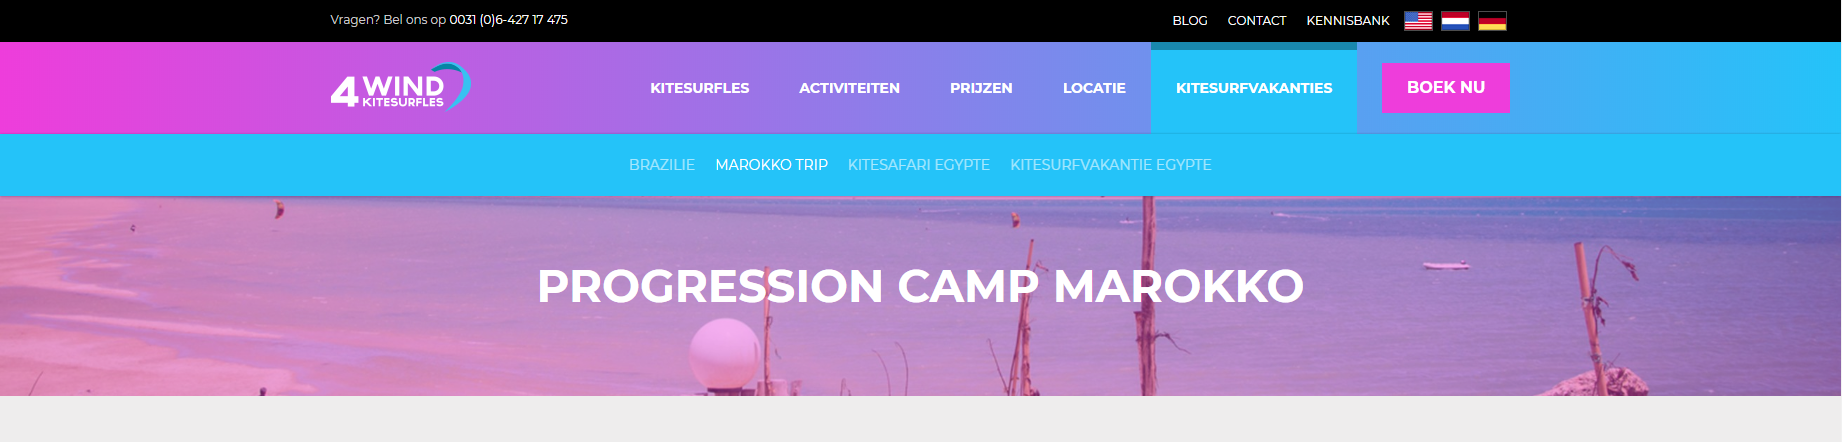 Vragen? Bel ons op 0031 (0)6-427 17 475
BLOG CONTACT KENNISBANK
4 WIND
KITESURFLES
KITESURFLES ACTIVITEITEN PRIJZEN LOCATIE KITESURFVAKANTIES BOEK NU
BRAZILIE MAROKKO TRIP KITESAFARI EGYPTE KITESURFVAKANTIE EGYPTE
PROGRESSION CAMP MAROKKO